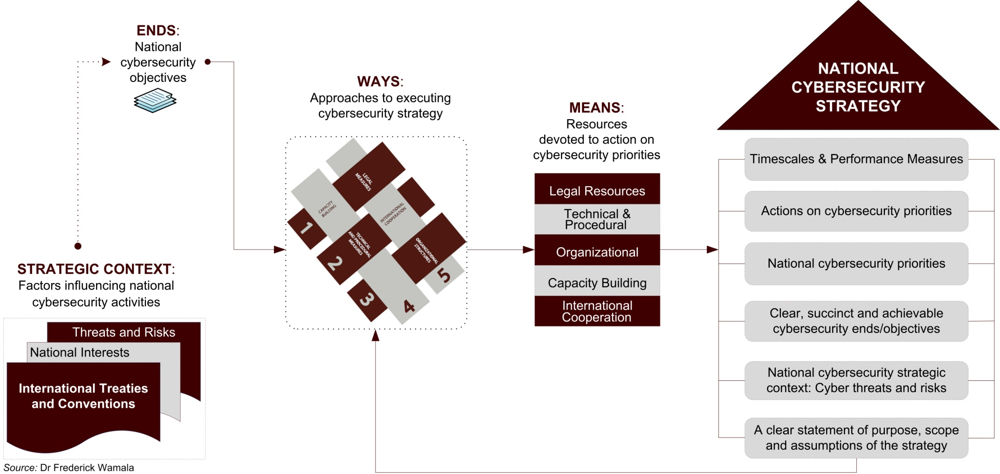 ENDS:
National
cybersecurity
objectives
STRATEGIC CONTEXT:
Factors influencing national
cybersecurity activities
Threats and Risks
National Interests
International Treaties
and Conventions
Source: Dr Frederick Wamala
WAYS:
Approaches to executing
cybersecurity strategy
LEGAL
MEASURES
CAPACITY
BUILDING
INTERNATIONAL
COOPERATION
TECHNICAL
AND PROCEDURAL
MEASURES
ORGANIZATIONAL
STRUCTURES
1
2
3
4
5
MEANS:
Resources
devoted to action on
cybersecurity priorities
Legal Resources
Technical &
Procedural
Organizational
Capacity Building
International
Cooperation
NATIONAL
CYBERSECURITY
STRATEGY
Timescales & Performance Measures
Actions on cybersecurity priorities
National cybersecurity priorities
Clear, succinct and achievable
cybersecurity ends/objectives
National cybersecurity strategic
context: Cyber threats and risks
A clear statement of purpose, scope
and assumptions of the strategy